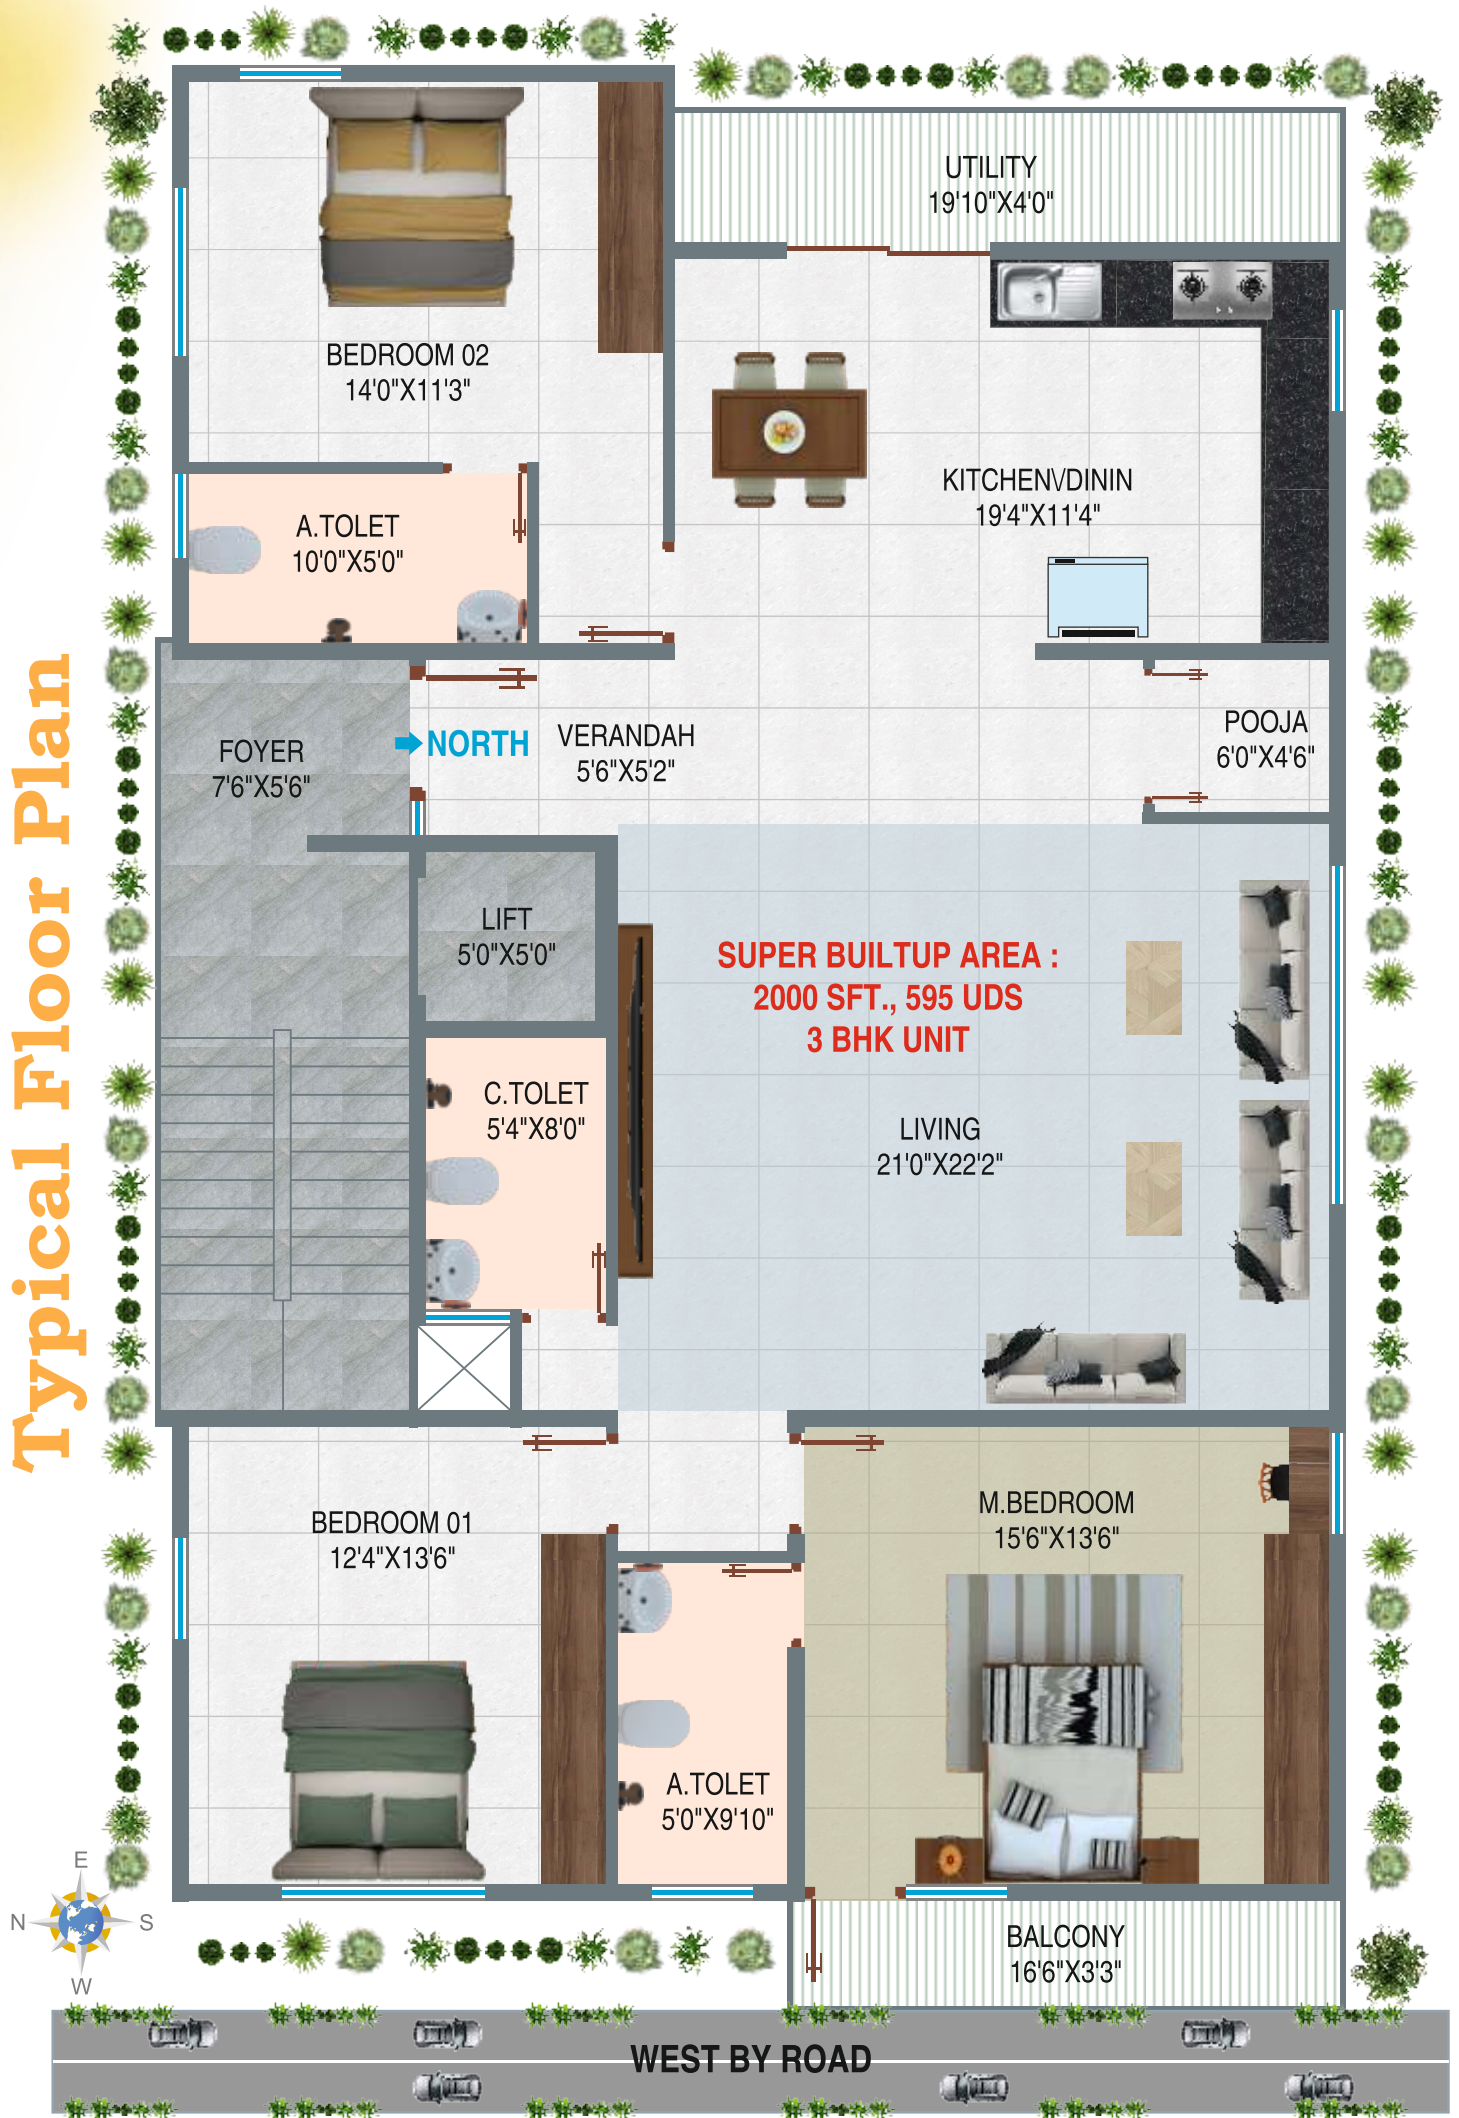 Typical Floor Plan
UTILITY
19'10"X4'0"
BEDROOM 02
14'0"X11'3"
KITCHEN\/DININ
19'4"X11'4"
A.TOLET
10'0"X5'0"
FOYER
7'6"X5'6"
NORTH
VERANDAH
5'6"X5'2"
POOJA
6'0"X4'6"
LIFT
5'0"X5'0"
SUPER BUILTUP AREA :
2000 SFT., 595 UDS
3 BHK UNIT
C.TOLET
5'4"X8'0"
LIVING
21'0"X22'2"
BEDROOM 01
12'4"X13'6"
M.BEDROOM
15'6"X13'6"
A.TOLET
5'0"X9'10"
E
N
S
W
BALCONY
16'6"X3'3"
WEST BY ROAD